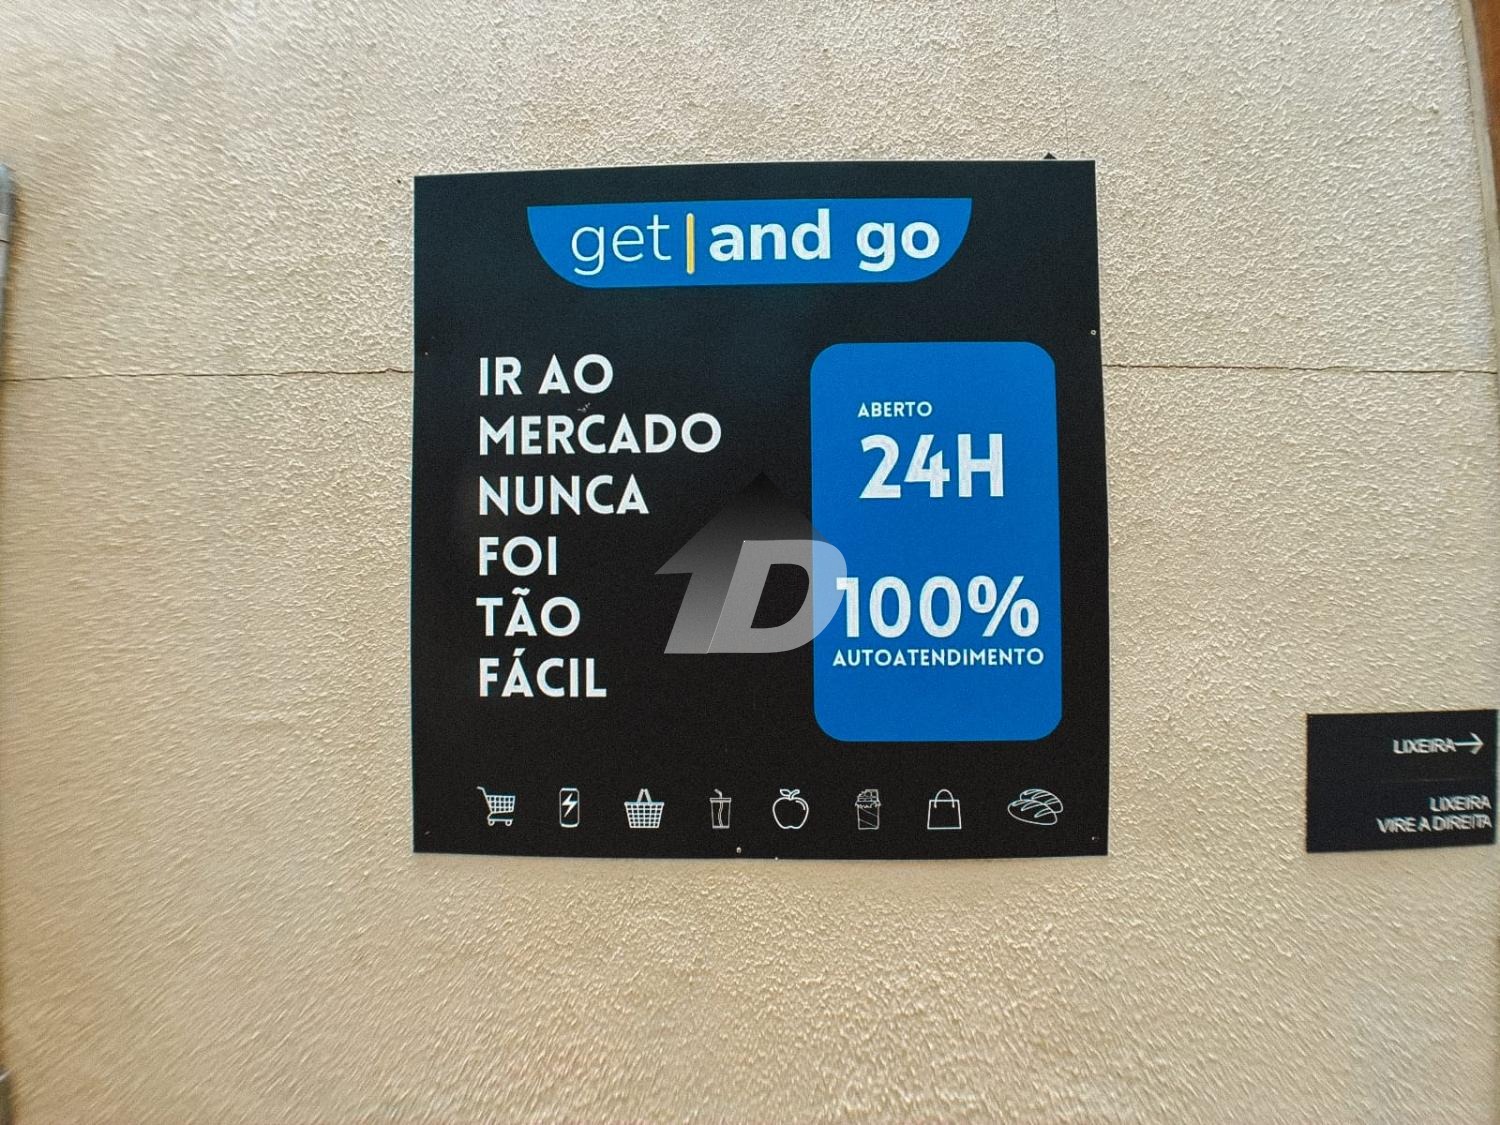 get|and go
IR AO
MERCADO
NUNCA
FOI
TÃO
FÁCIL
ABERTO
24H
100%
AUTOATENDIMENTO
D
LIXEIRA→
LIXEIRA
VIRE A DIREITA